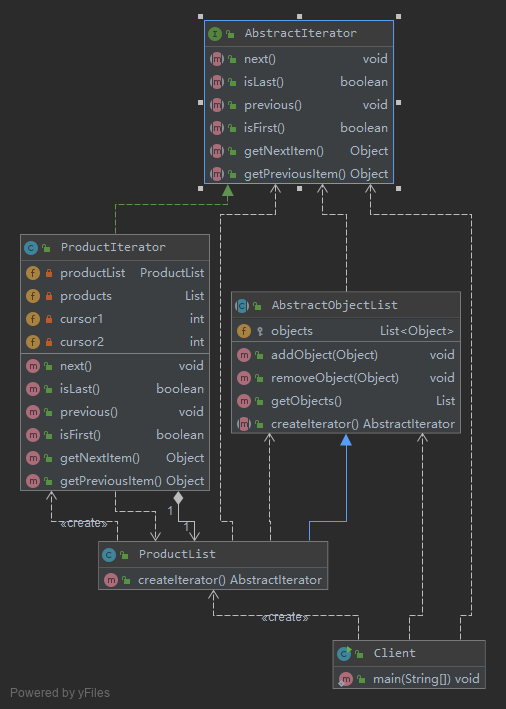 I AbstractIterator
m next() void
m isLast() boolean
m previous() void
m isFirst() boolean
m getNextItem() Object
m getPreviousItem() Object
C ProductIterator
f productList ProductList
f products List
f cursor1 int
f cursor2 int
m next() void
m isLast() boolean
m previous() void
m isFirst() boolean
m getNextItem() Object
m getPreviousItem() Object
C AbstractObjectList
f objects List<Object>
m addObject(Object) void
m removeObject(Object) void
m getObjects() List
m createIterator() AbstractIterator
1
1
«create»
C ProductList
m createIterator() AbstractIterator
«create»
C Client
m main(String[]) void
Powered by yFiles